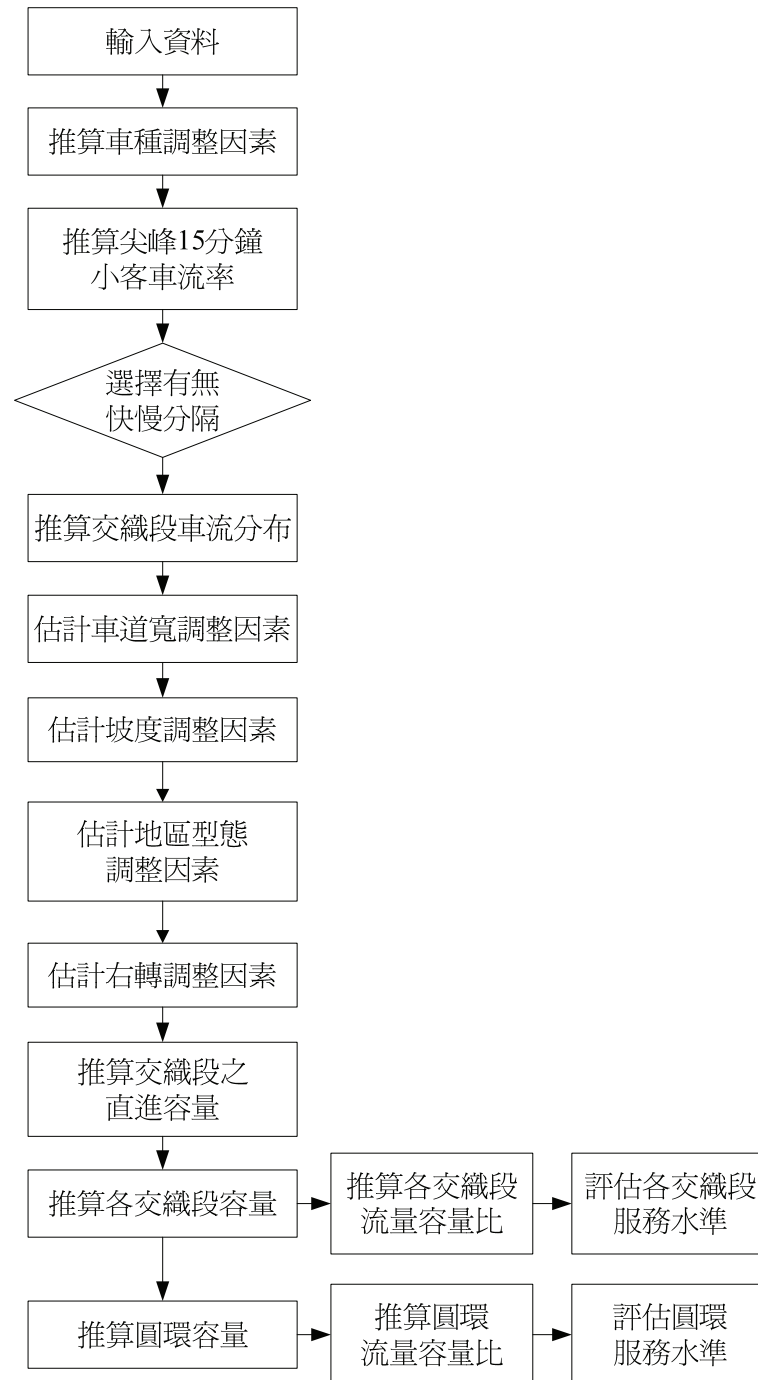 輸入資料
推算車種調整因素
推算尖峰15分鐘
小客車流率
選擇有無
快慢分隔
推算交織段車流分布
估計車道寬調整因素
估計坡度調整因素
估計地區型態
調整因素
估計右轉調整因素
推算交織段之
直進容量
推算各交織段容量
推算各交織段
流量容量比
評估各交織段
服務水準
推算圓環容量
推算圓環
流量容量比
評估圓環
服務水準